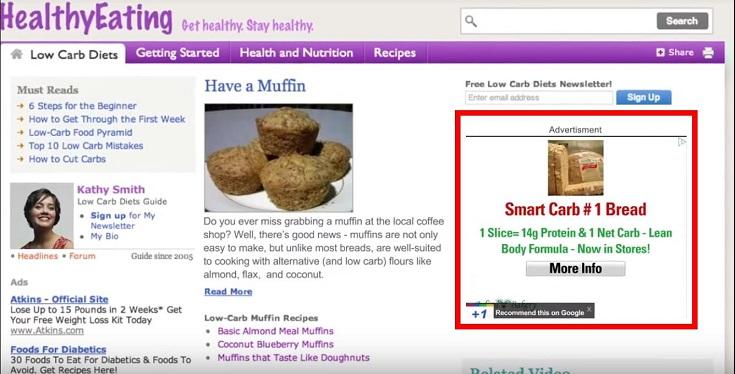 HealthyEating Get healthy. Stay healthy.
Search
Low Carb Diets Getting Started Health and Nutrition Recipes
Share
Must Reads
6 Steps for the Beginner
How to Get Through the First Week
Low-Carb Food Pyramid
Top 10 Low Carb Mistakes
How to Cut Carbs
Kathy Smith
Low Carb Diets Guide
Sign up for My
Newsletter
My Bio
Headlines Forum Guide since 2005
Ads
Atkins - Official Site
Lose Up to 15 Pounds in 2 Weeks* Get
Your Free Weight Loss Kit Today
www.Atkins.com
Foods For Diabetics
30 Foods To Eat For Diabetics & Foods To
Avoid. Get Recipes Here!
Have a Muffin
Do you ever miss grabbing a muffin at the local coffee
shop? Well, there's good news - muffins are not only
easy to make, but unlike most breads, are well-suited
to cooking with alternative (and low carb) flours like
almond, flax, and coconut.
Read More
Low-Carb Muffin Recipes
Basic Almond Meal Muffins
Coconut Blueberry Muffins
Muffins that Taste Like Doughnuts
Free Low Carb Diets Newsletter!
Enter email address Sign Up
Advertisment
Smart Carb #1 Bread
1 Slice= 14g Protein & 1 Net Carb - Lean
Body Formula - Now in Stores!
More Info
+1 Recommend this on Google
Related Video